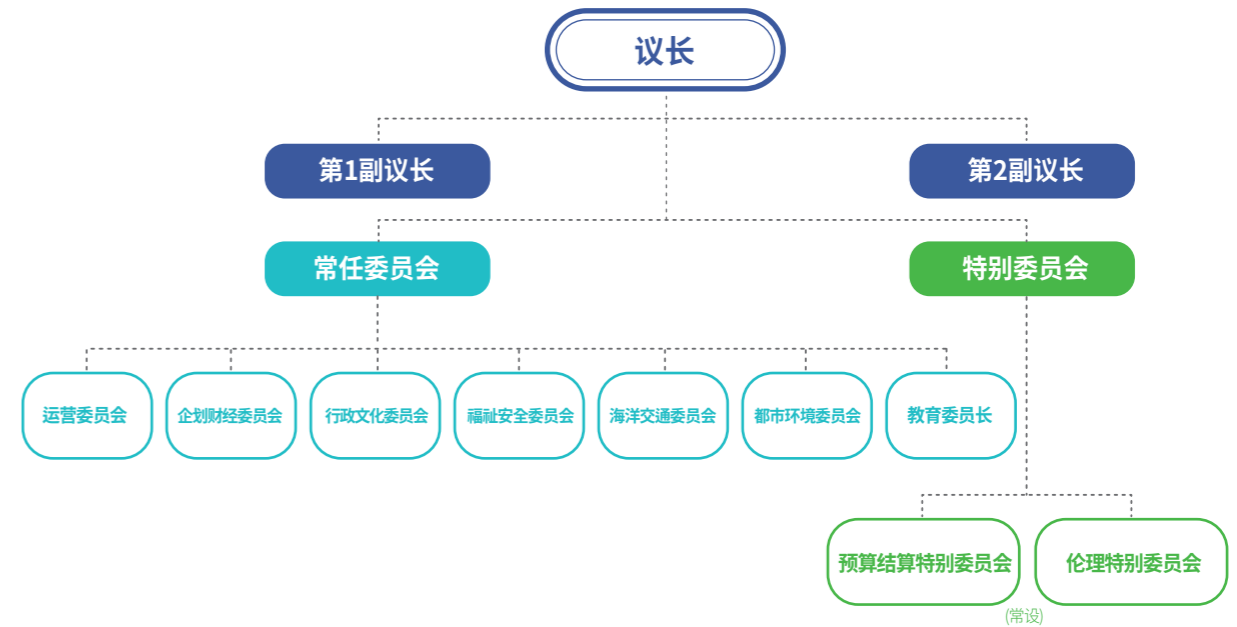 议长
第1副议长
第2副议长
常任委员会
特别委员会
运营委员会
企划财经委员会
行政文化委员会
福祉安全委员会
海洋交通委员会
都市环境委员会
教育委员长
预算结算特别委员会
伦理特别委员会
(常设)